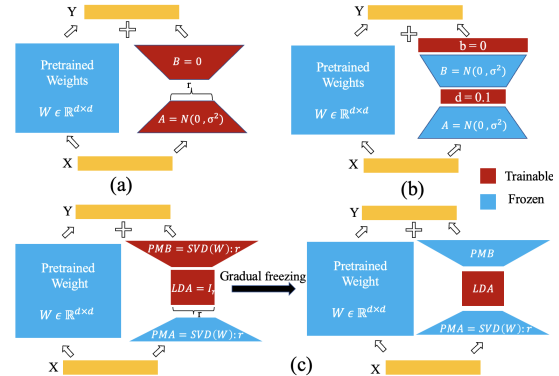 Y
Pretrained
Weights
W ∈ ℝ^{d×d}
B = 0
r
A = N(0, σ²)
X
(a)
Y
Pretrained
Weights
W ∈ ℝ^{d×d}
b = 0
B = N(0, σ²)
d = 0.1
A = N(0, σ²)
X
(b)
Trainable
Frozen
Y
Pretrained
Weight
W ∈ ℝ^{d×d}
PMB = SVD(W): r
LDA = I_r
r
PMA = SVD(W): r
X
Gradual freezing
(c)
Y
Pretrained
Weight
W ∈ ℝ^{d×d}
PMB
LDA
PMA = SVD(W): r
X